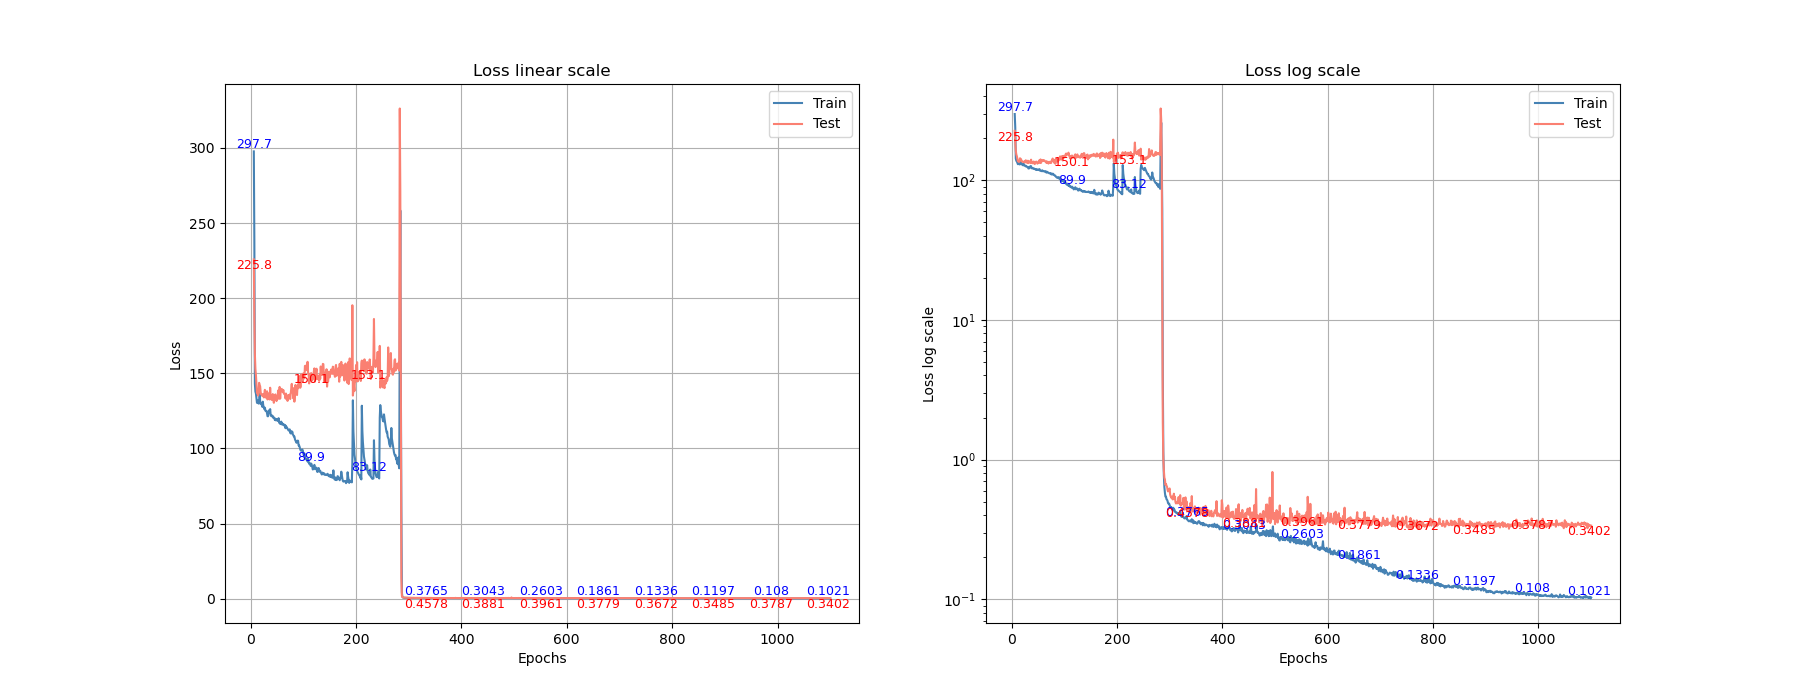 Loss linear scale
Loss
300
250
200
150
100
50
0
0 200 400 600 800 1000
Epochs
Train
Test
297.7
225.8
150.1
153.1
89.9
83.12
0.3765 0.3043 0.2603 0.1861 0.1336 0.1197 0.108 0.1021
0.4578 0.3881 0.3961 0.3779 0.3672 0.3485 0.3787 0.3402
Loss log scale
Loss log scale
10²
10¹
10⁰
10⁻¹
0 200 400 600 800 1000
Epochs
Train
Test
297.7
225.8
150.1
153.1
89.9
83.12
0.3765
0.3043
0.3961
0.2603
0.3779
0.1861
0.3672
0.1336
0.3485
0.1197
0.3787
0.108
0.3402
0.1021